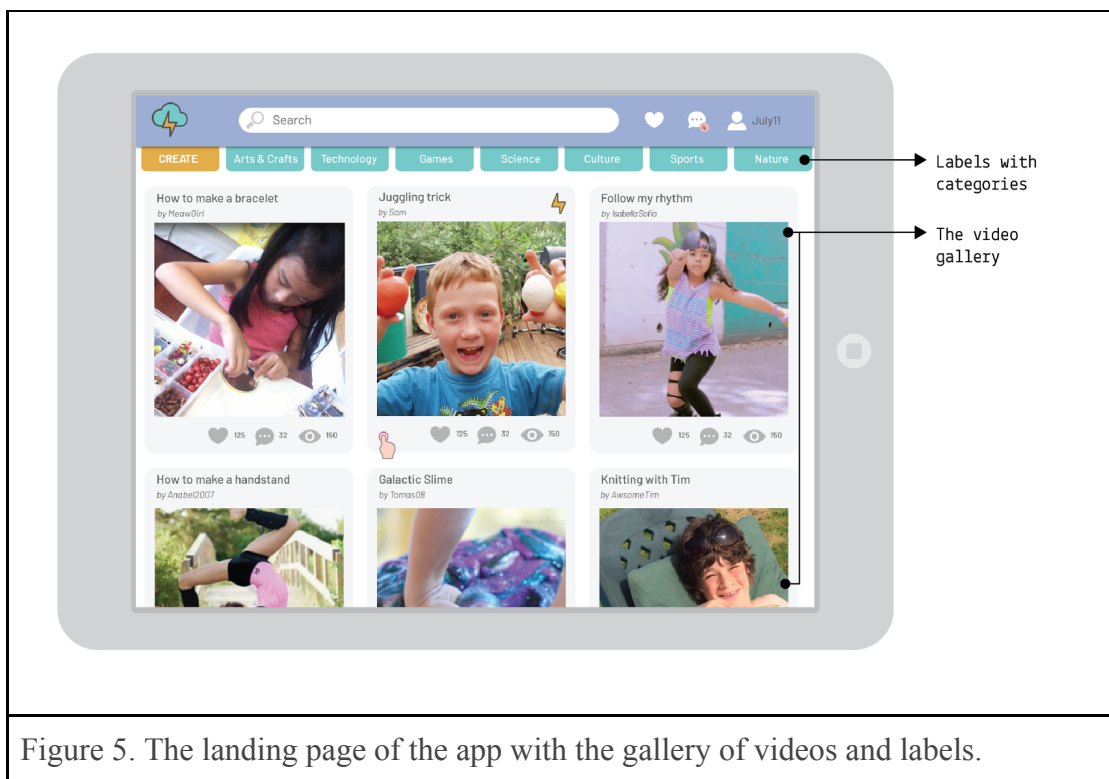 Search
July11
CREATE
Arts & Crafts
Technology
Games
Science
Culture
Sports
Nature
Labels with
categories
How to make a bracelet
by MeawGirl
Juggling trick
by Sam
Follow my rhythm
by IsabellaSofia
The video
gallery
125 32 150
125 32 150
125 32 150
How to make a handstand
by Anabel2007
Galactic Slime
by Tomas08
Knitting with Tim
by AwsomeTim
Figure 5. The landing page of the app with the gallery of videos and labels.